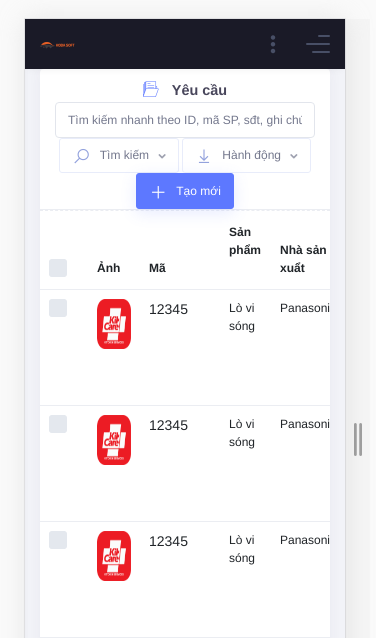 Yêu cầu
Tìm kiếm nhanh theo ID, mã SP, sđt, ghi chú
Tìm kiếm
Hành động
Tạo mới
Ảnh
Mã
Sản phẩm
Nhà sản xuất
12345
Lò vi sóng
Panasoni
12345
Lò vi sóng
Panasoni
12345
Lò vi sóng
Panasoni